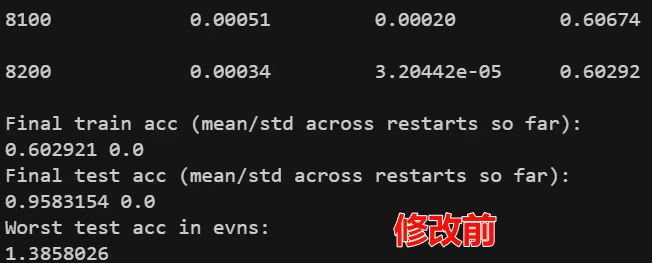 8100 0.00051 0.00020 0.60674
8200 0.00034 3.20442e-05 0.60292
Final train acc (mean/std across restarts so far):
0.602921 0.0
Final test acc (mean/std across restarts so far):
0.9583154 0.0
Worst test acc in evns:
1.3858026
修改前